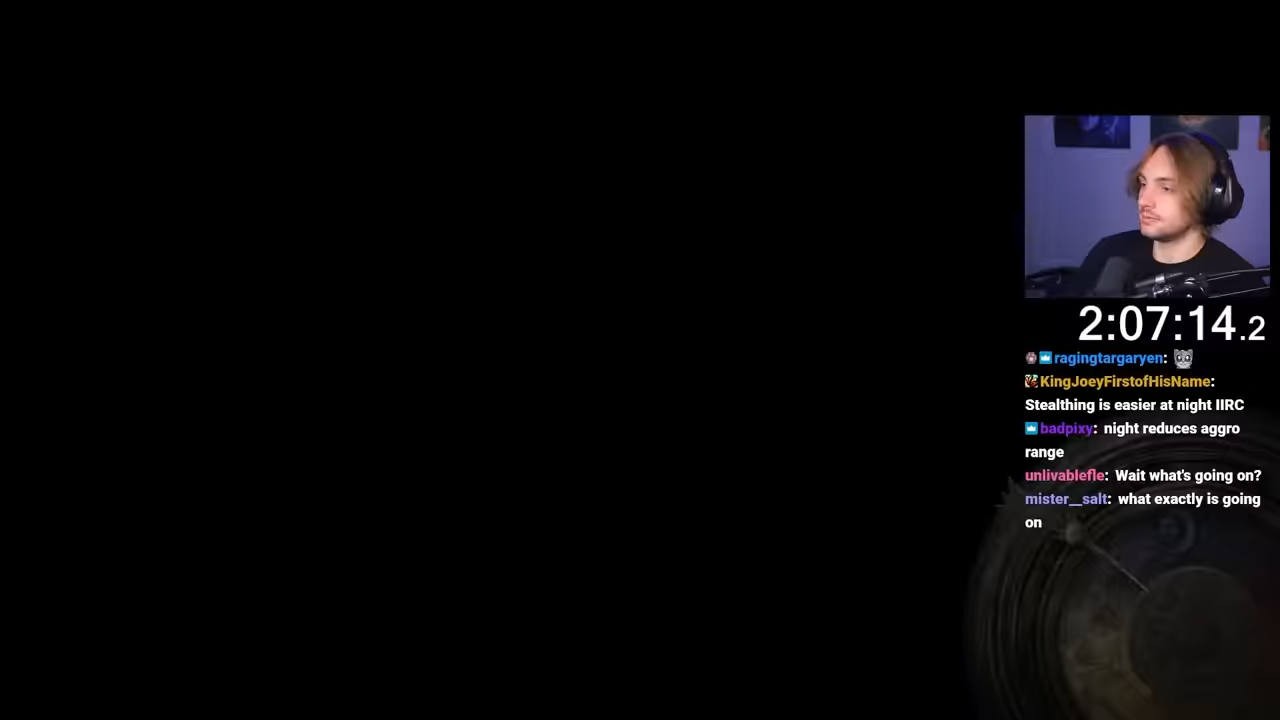 2:07:14.2
ragingtargaryen:
KingJoeyFirstofHisName:
Stealthing is easier at night IIRC
badpixy: night reduces aggro
range
unlivablefle: Wait what's going on?
mister__salt: what exactly is going
on